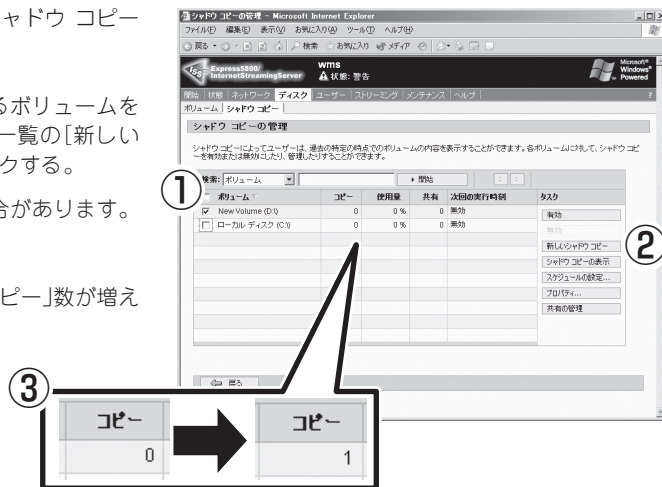 ャドウ コピー
るボリュームを
一覧の[新しい
クする。
合があります。
ピー」数が増え
シャドウ コピーの管理 - Microsoft Internet Explorer
ファイル(F) 編集(E) 表示(V) お気に入り(A) ツール(T) ヘルプ(H)
戻る 検索 お気に入り メディア
Express5800/
InternetStreamingServer
wms
状態: 警告
Microsoft®
Windows®
Powered
開始 状態 ネットワーク ディスク ユーザー ストリーミング メンテナンス ヘルプ ?
ボリューム シャドウ コピー
シャドウ コピーの管理
シャドウ コピーによってユーザーは、過去の特定の時点でのボリュームの内容を表示することができます。各ボリュームに対して、シャドウ コピ
ーを有効または無効にしたり、管理したりすることができます。
① 検索: ボリューム 開始
ボリューム コピー 使用量 共有 次回の実行時刻 タスク
New Volume (D:\) 0 0 % 0 無効
ローカル ディスク (C:\) 0 0 % 0 無効
有効
無効
新しいシャドウ コピー ②
シャドウ コピーの表示
スケジュールの設定...
プロパティ...
共有の管理
戻る
③
コピー コピー
0 1